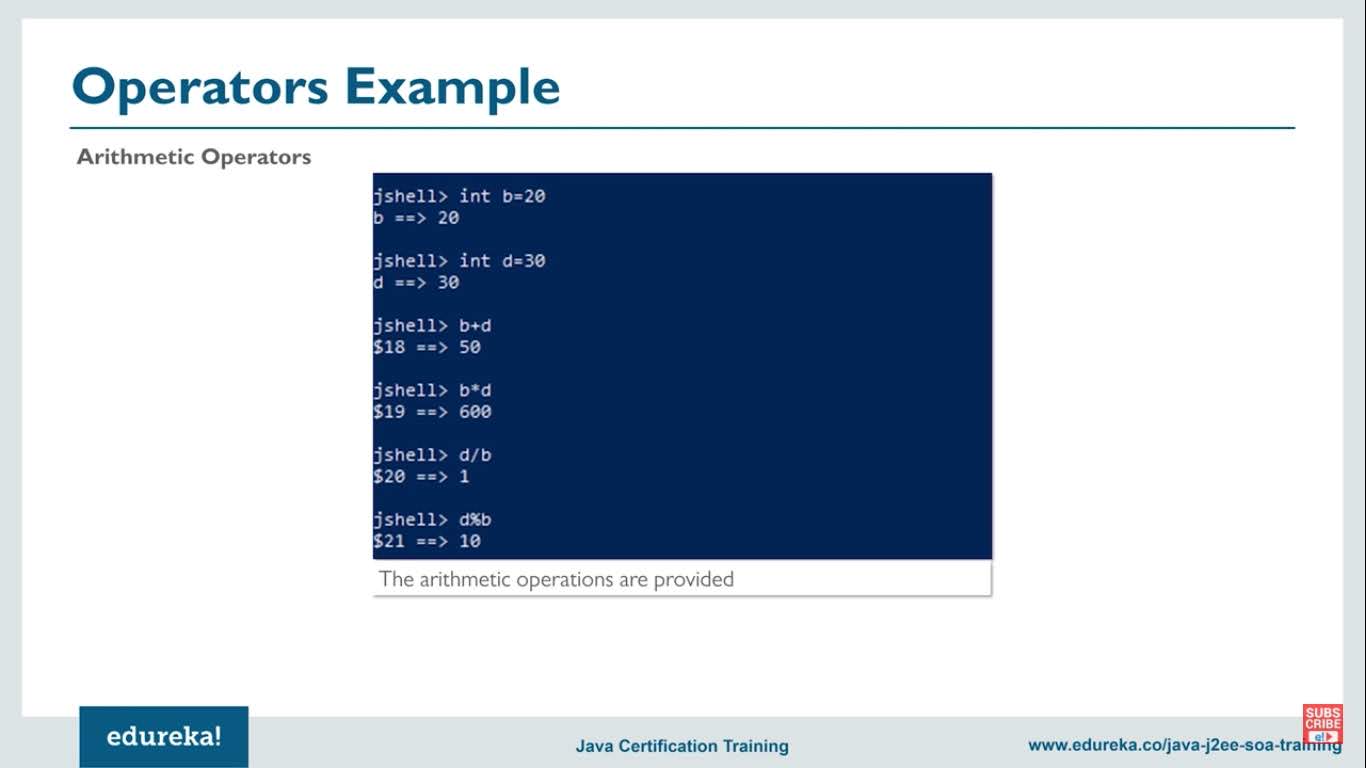 Operators Example
Arithmetic Operators
jshell> int b=20
b ==> 20
jshell> int d=30
d ==> 30
jshell> b+d
$18 ==> 50
jshell> b*d
$19 ==> 600
jshell> d/b
$20 ==> 1
jshell> d%b
$21 ==> 10
The arithmetic operations are provided
edureka!
Java Certification Training
www.edureka.co/java-j2ee-soa-training
SUBS
CRIBE
e!